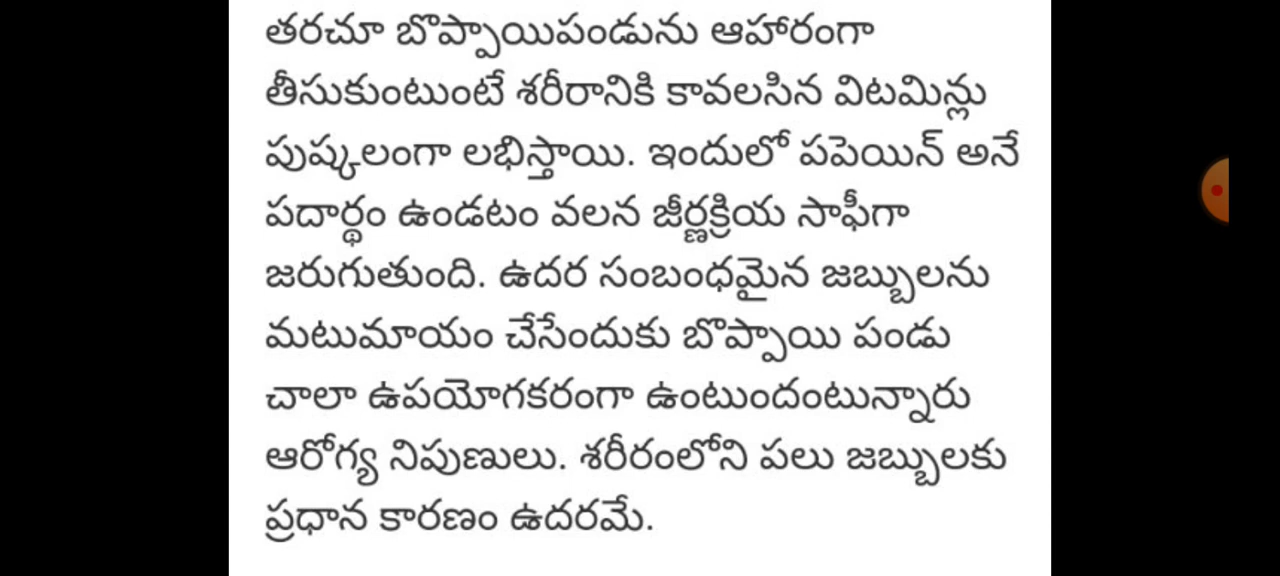 తరచూ బొప్పాయిపండును ఆహారంగా
తీసుకుంటుంటే శరీరానికి కావలసిన విటమిన్లు
పుష్కలంగా లభిస్తాయి. ఇందులో పపెయిన్ అనే
పదార్థం ఉండటం వలన జీర్ణక్రియ సాఫీగా
జరుగుతుంది. ఉదర సంబంధమైన జబ్బులను
మటుమాయం చేసేందుకు బొప్పాయి పండు
చాలా ఉపయోగకరంగా ఉంటుందంటున్నారు
ఆరోగ్య నిపుణులు. శరీరంలోని పలు జబ్బులకు
ప్రధాన కారణం ఉదరమే.